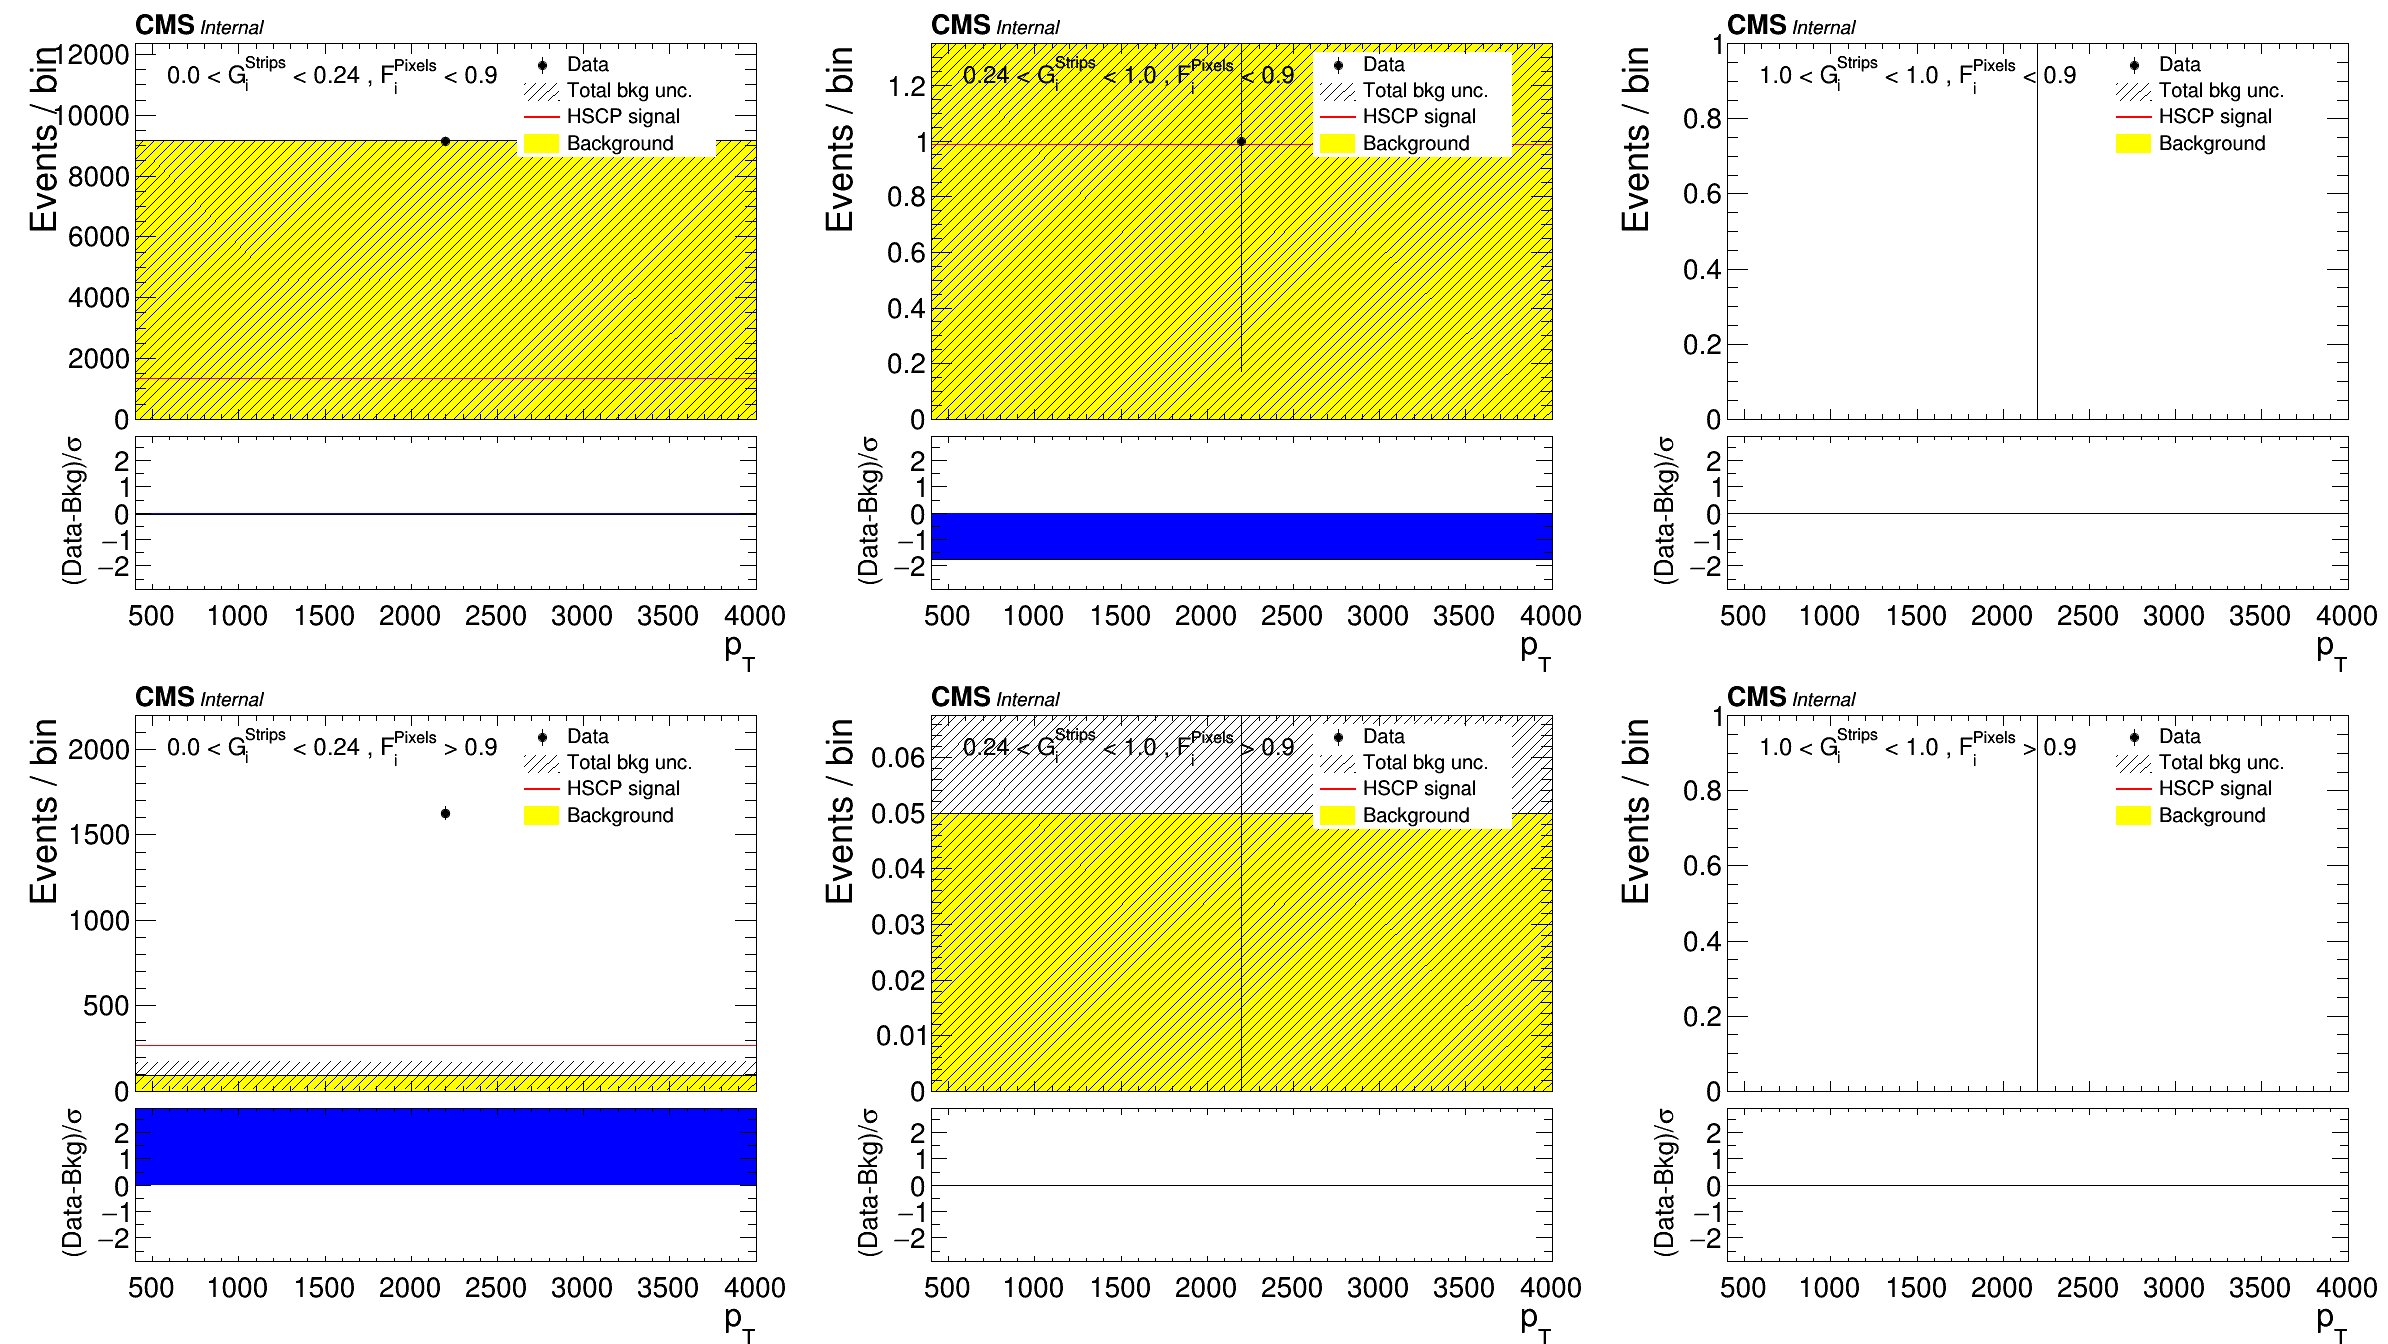 CMS Internal
Events / bin
12000
10000
8000
6000
4000
2000
0
0.0 < G_i^Strips < 0.24 , F_i^Pixels < 0.9
Data
Total bkg unc.
HSCP signal
Background
(Data-Bkg)/σ
2
1
0
−1
−2
500 1000 1500 2000 2500 3000 3500 4000
p_T
CMS Internal
Events / bin
1.2
1
0.8
0.6
0.4
0.2
0
0.24 < G_i^Strips < 1.0 , F_i^Pixels < 0.9
Data
Total bkg unc.
HSCP signal
Background
(Data-Bkg)/σ
2
1
0
−1
−2
500 1000 1500 2000 2500 3000 3500 4000
p_T
CMS Internal
Events / bin
1
0.8
0.6
0.4
0.2
0
1.0 < G_i^Strips < 1.0 , F_i^Pixels < 0.9
Data
Total bkg unc.
HSCP signal
Background
(Data-Bkg)/σ
2
1
0
−1
−2
500 1000 1500 2000 2500 3000 3500 4000
p_T
CMS Internal
Events / bin
2000
1500
1000
500
0
0.0 < G_i^Strips < 0.24 , F_i^Pixels > 0.9
Data
Total bkg unc.
HSCP signal
Background
(Data-Bkg)/σ
2
1
0
−1
−2
500 1000 1500 2000 2500 3000 3500 4000
p_T
CMS Internal
Events / bin
0.06
0.05
0.04
0.03
0.02
0.01
0
0.24 < G_i^Strips < 1.0 , F_i^Pixels > 0.9
Data
Total bkg unc.
HSCP signal
Background
(Data-Bkg)/σ
2
1
0
−1
−2
500 1000 1500 2000 2500 3000 3500 4000
p_T
CMS Internal
Events / bin
1
0.8
0.6
0.4
0.2
0
1.0 < G_i^Strips < 1.0 , F_i^Pixels > 0.9
Data
Total bkg unc.
HSCP signal
Background
(Data-Bkg)/σ
2
1
0
−1
−2
500 1000 1500 2000 2500 3000 3500 4000
p_T